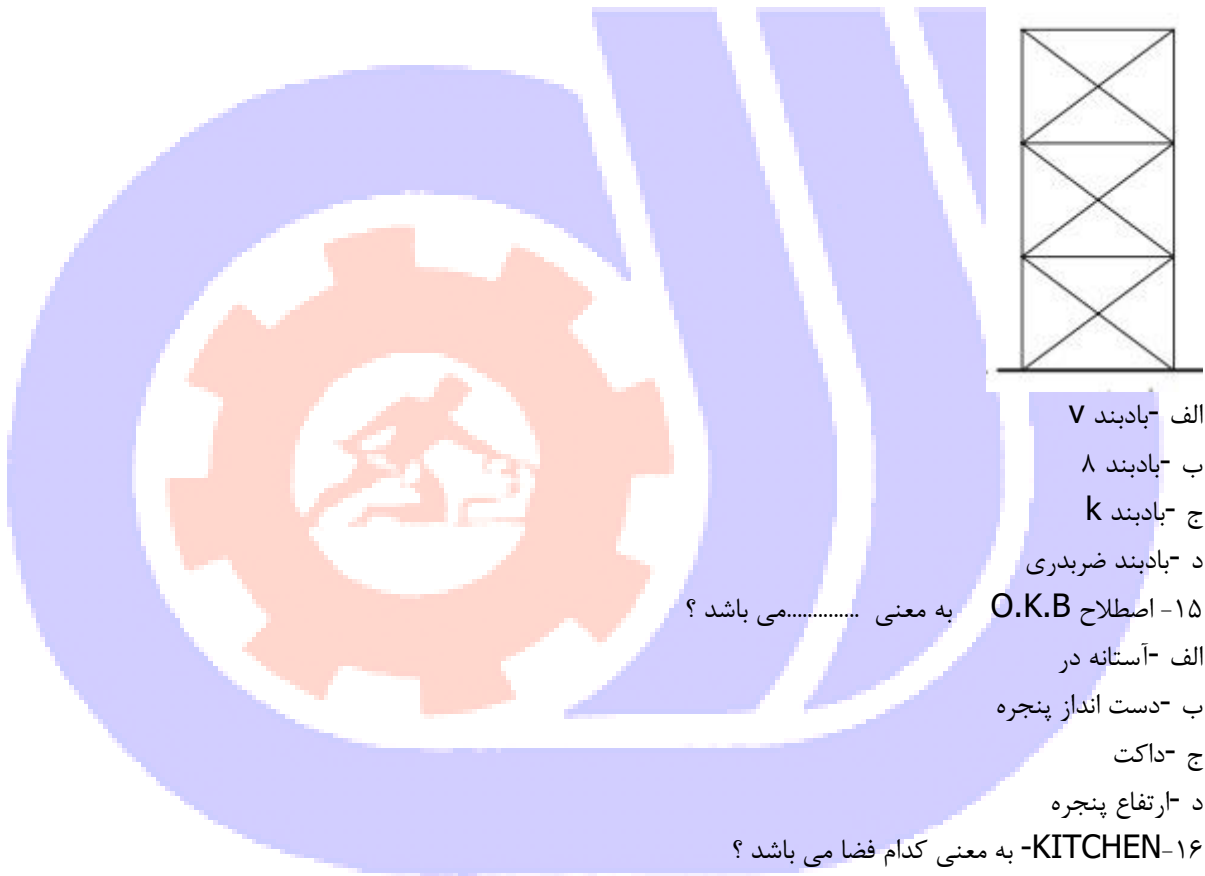 الف -بادبند V
ب -بادبند ۸
ج -بادبند k
د -بادبند ضربدری
۱۵- اصطلاح O.K.B به معنی ..............می باشد ؟
الف -آستانه در
ب -دست انداز پنجره
ج -داکت
د -ارتفاع پنجره
۱۶-KITCHEN- به معنی کدام فضا می باشد ؟